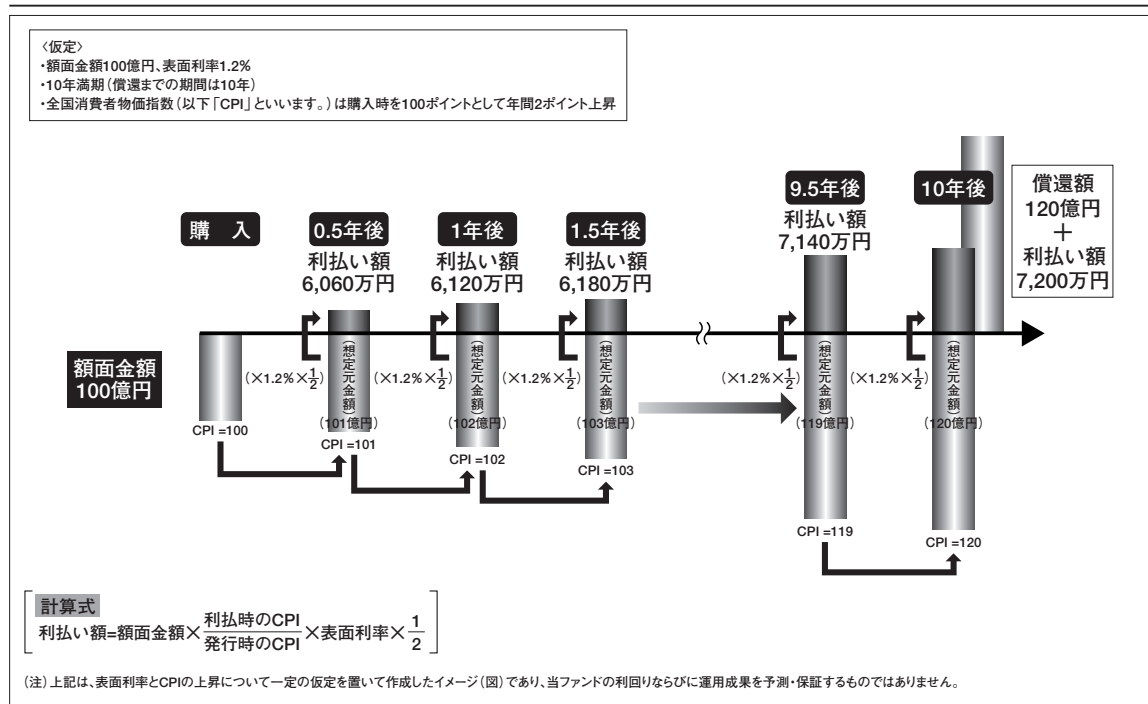 〈仮定〉
・額面金額100億円、表面利率1.2%
・10年満期(償還までの期間は10年)
・全国消費者物価指数(以下「CPI」といいます。)は購入時を100ポイントとして年間2ポイント上昇
購 入
0.5年後
利払い額
6,060万円
1年後
利払い額
6,120万円
1.5年後
利払い額
6,180万円
9.5年後
利払い額
7,140万円
10年後
償還額
120億円
+
利払い額
7,200万円
額面金額
100億円
(×1.2%×1/2)
(×1.2%×1/2)
(×1.2%×1/2)
(×1.2%×1/2)
(×1.2%×1/2)
(想定元金額)
(101億円)
(想定元金額)
(102億円)
(想定元金額)
(103億円)
(想定元金額)
(119億円)
(想定元金額)
(120億円)
CPI =100
CPI =101
CPI =102
CPI =103
CPI =119
CPI =120
計算式
利払い額=額面金額×利払時のCPI/発行時のCPI×表面利率×1/2
(注)上記は、表面利率とCPIの上昇について一定の仮定を置いて作成したイメージ(図)であり、当ファンドの利回りならびに運用成果を予測・保証するものではありません。